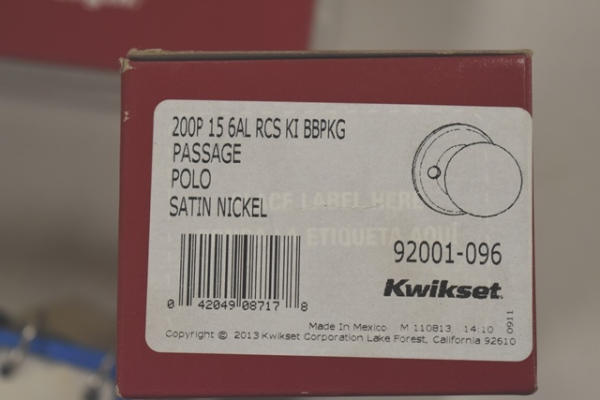 200P 15 6AL RCS KI BBPKG
PASSAGE
POLO
SATIN NICKEL
LABEL HERE
LA ETIQUETA AQUÍ
92001-096
0 42049 08717 8
Kwikset
Made In Mexico M 110813 14:10 0911
Copyright © 2013 Kwikset Corporation Lake Forest, California 92610